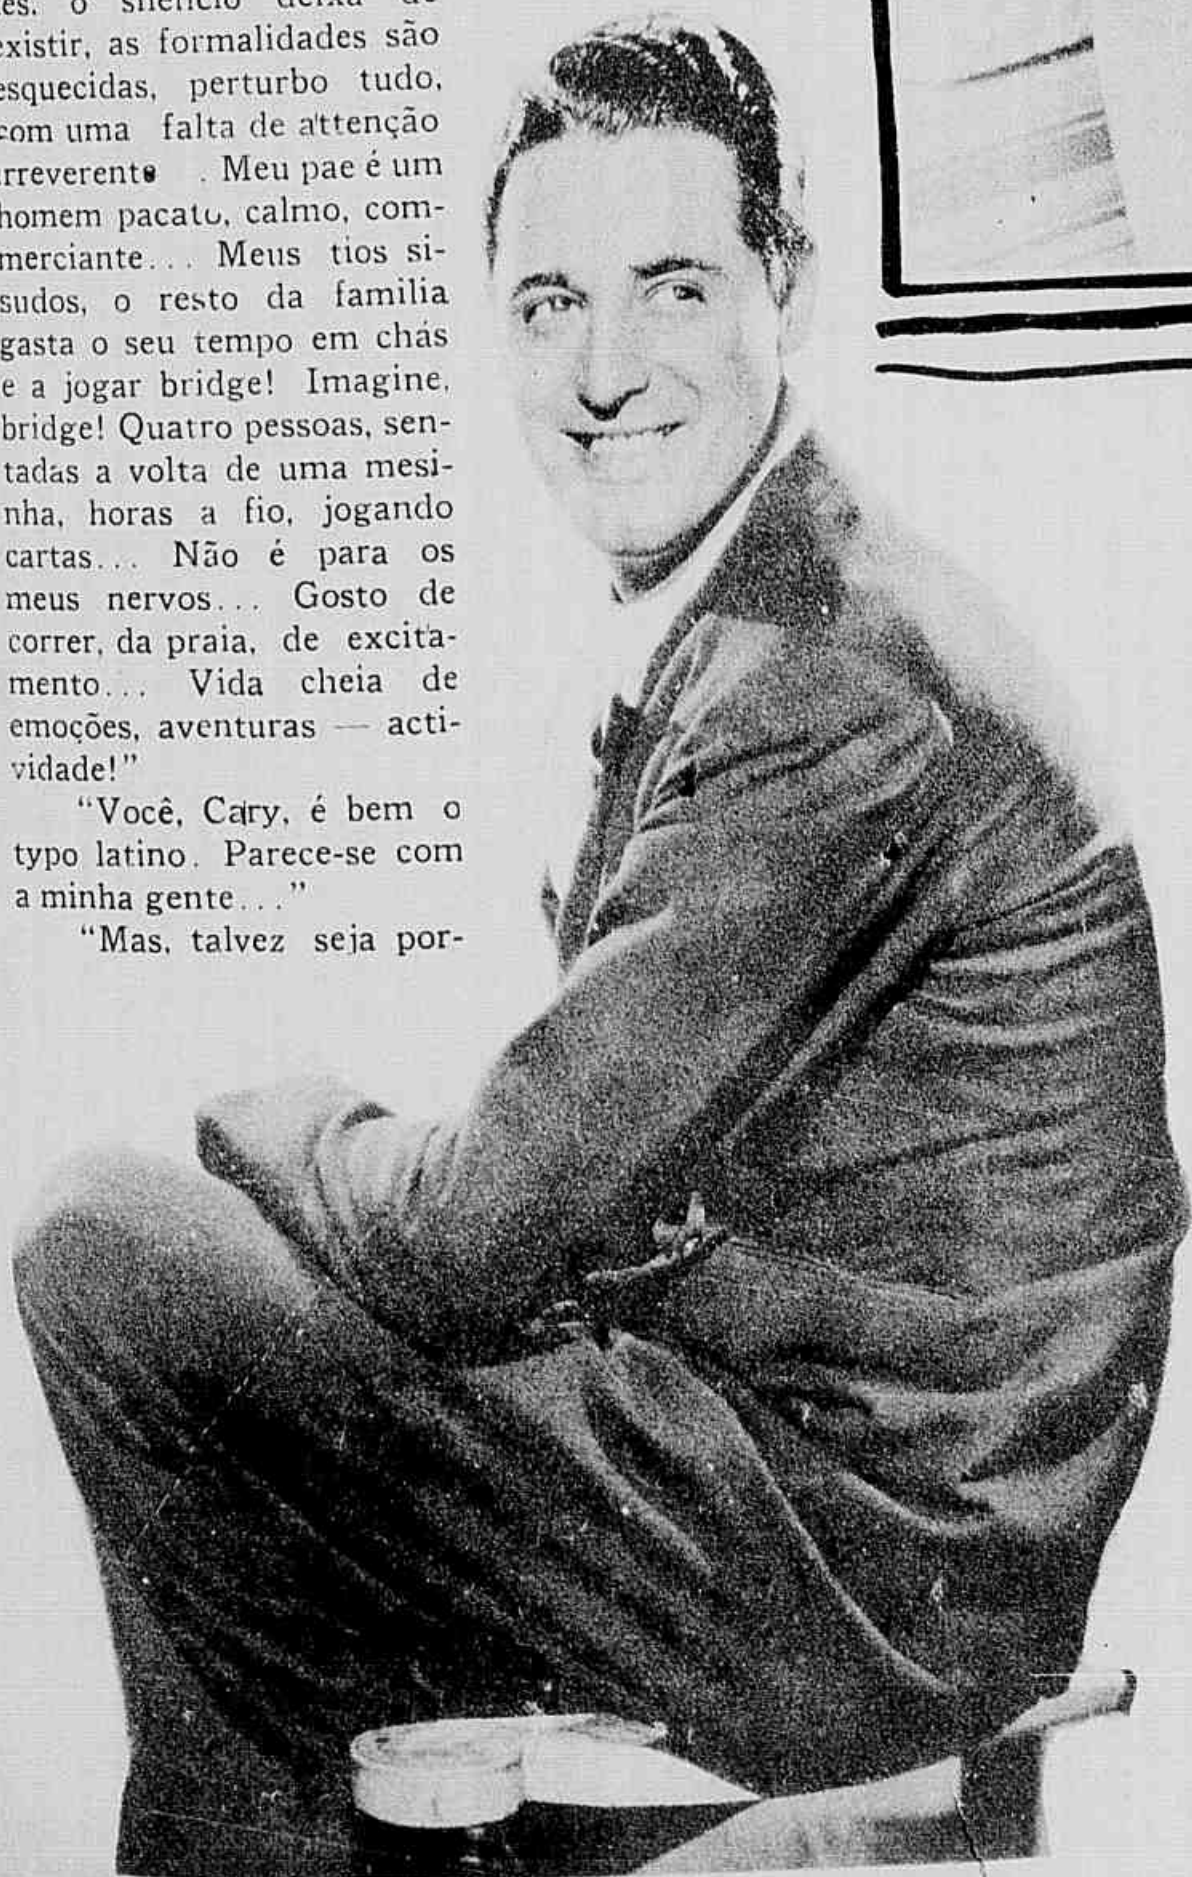 o silencio deixa de
existir, as formalidades são
esquecidas, perturbo tudo,
com uma falta de attenção
irreverente . Meu pae é um
homem pacato, calmo, com-
merciante... Meus tios si-
sudos, o resto da familia
gasta o seu tempo em chás
e a jogar bridge! Imagine,
bridge! Quatro pessoas, sen-
tadas a volta de uma mesi-
nha, horas a fio, jogando
cartas... Não é para os
meus nervos... Gosto de
correr, da praia, de excita-
mento... Vida cheia de
emoções, aventuras — acti-
vidade!"
"Você, Cary, é bem o
typo latino. Parece-se com
a minha gente..."
"Mas, talvez seja por-